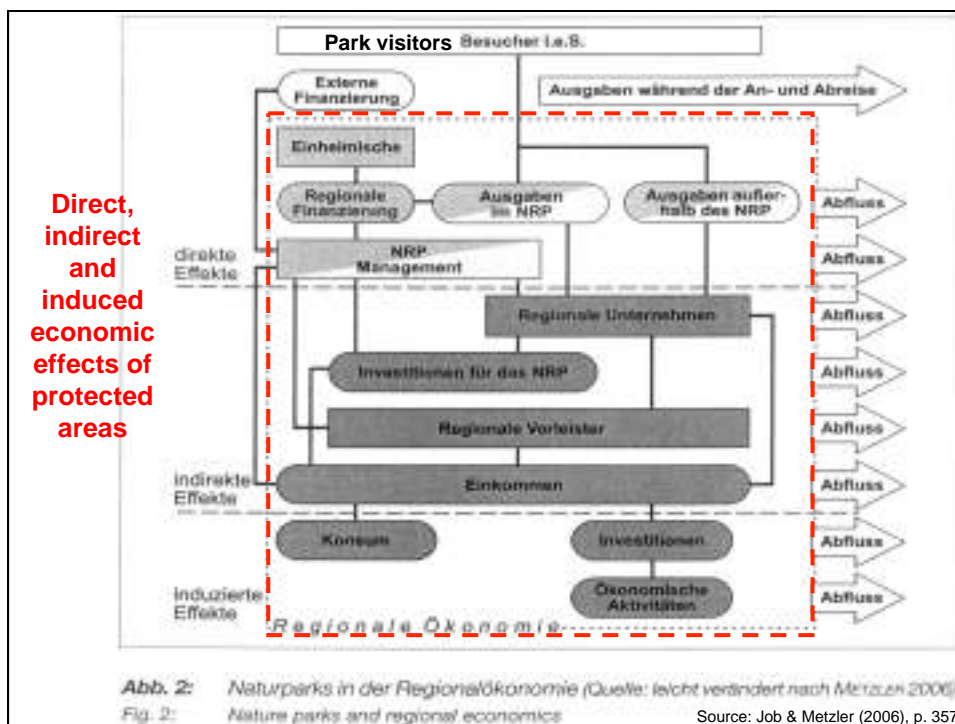 Park visitors Besucher i.e.S.
Externe
Finanzierung
Ausgaben während der An- und Abreise
Einheimische
Regionale
Finanzierung
Ausgaben
im NRP
Ausgaben außer-
halb des NRP
Abfluss
Direct,
indirect
and
induced
economic
effects of
protected
areas
NRP
Management
Abfluss
direkte
Effekte
Regionale Unternehmen
Abfluss
Investitionen für das NRP
Abfluss
Regionale Vorleister
Abfluss
Einkommen
Abfluss
indirekte
Effekte
Konsum
Investitionen
Abfluss
Ökonomische
Aktivitäten
Abfluss
induzierte
Effekte
Regionale Ökonomie
Abb. 2: Naturparks in der Regionalökonomie (Quelle: leicht verändert nach METZLER 2006)
Fig. 2: Nature parks and regional economics
Source: Job & Metzler (2006), p. 357